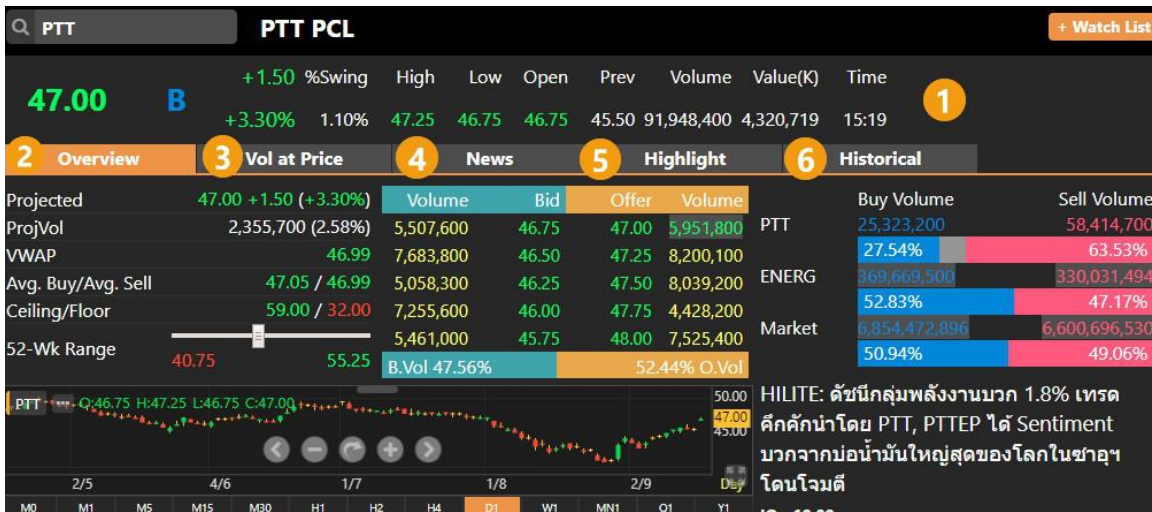 PTT PTT PCL + Watch List
47.00 B +1.50 %Swing High Low Open Prev Volume Value(K) Time
+3.30% 1.10% 47.25 46.75 46.75 45.50 91,948,400 4,320,719 15:19 1
2 Overview 3 Vol at Price 4 News 5 Highlight 6 Historical
Projected 47.00 +1.50 (+3.30%) Volume Bid Offer Volume Buy Volume Sell Volume
ProjVol 2,355,700 (2.58%) 5,507,600 46.75 47.00 5,951,800 PTT 25,323,200 58,414,700
VWAP 46.99 7,683,800 46.50 47.25 8,200,100 27.54% 63.53%
Avg. Buy/Avg. Sell 47.05 / 46.99 5,058,300 46.25 47.50 8,039,200 ENERG 369,669,500 330,031,494
Ceiling/Floor 59.00 / 32.00 7,255,600 46.00 47.75 4,428,200 52.83% 47.17%
52-Wk Range 5,461,000 45.75 48.00 7,525,400 Market 6,854,472,896 6,600,696,530
40.75 55.25 B.Vol 47.56% 52.44% O.Vol 50.94% 49.06%
PTT O:46.75 H:47.25 L:46.75 C:47.00 50.00
47.00
45.00
2/5 4/6 1/7 1/8 2/9 Day
M0 M1 M5 M15 M30 H1 H2 H4 D1 W1 MN1 Q1 Y1
HILITE: ดัชนีกลุ่มพลังงานบวก 1.8% เทรด
คึกคักนำโดย PTT, PTTEP ได้ Sentiment
บวกจากบ่อน้ำมันใหญ่สุดของโลกในซาอุฯ
โดนโจมตี